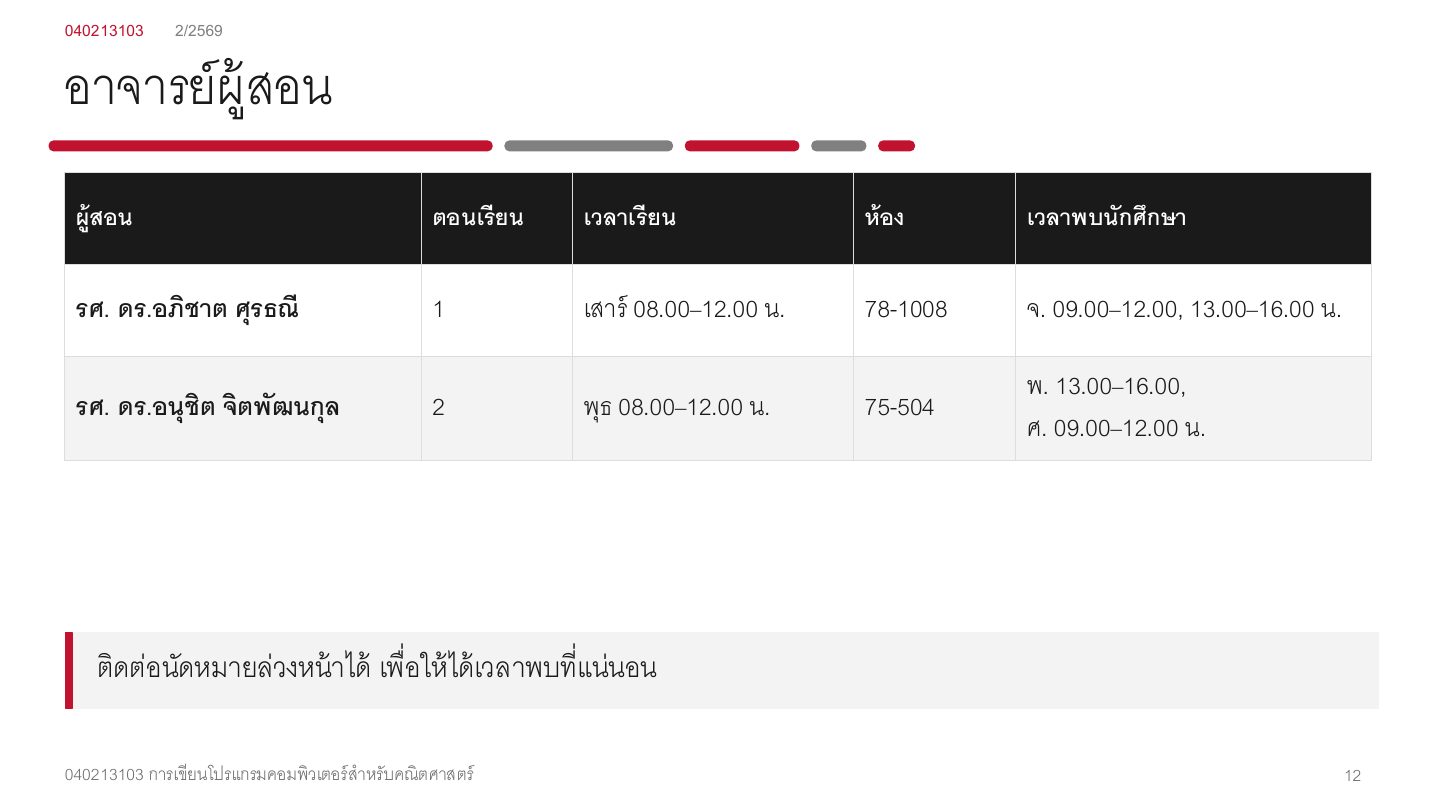 040213103 2/2569
อาจารย์ผู้สอน
ผู้สอน ตอนเรียน เวลาเรียน ห้อง เวลาพบนักศึกษา
รศ. ดร.อภิชาต ศุรธณี 1 เสาร์ 08.00–12.00 น. 78-1008 จ. 09.00–12.00, 13.00–16.00 น.
รศ. ดร.อนุชิต จิตพัฒนกุล 2 พุธ 08.00–12.00 น. 75-504 พ. 13.00–16.00,
ศ. 09.00–12.00 น.
ติดต่อนัดหมายล่วงหน้าได้ เพื่อให้ได้เวลาพบที่แน่นอน
040213103 การเขียนโปรแกรมคอมพิวเตอร์สำหรับคณิตศาสตร์ 12